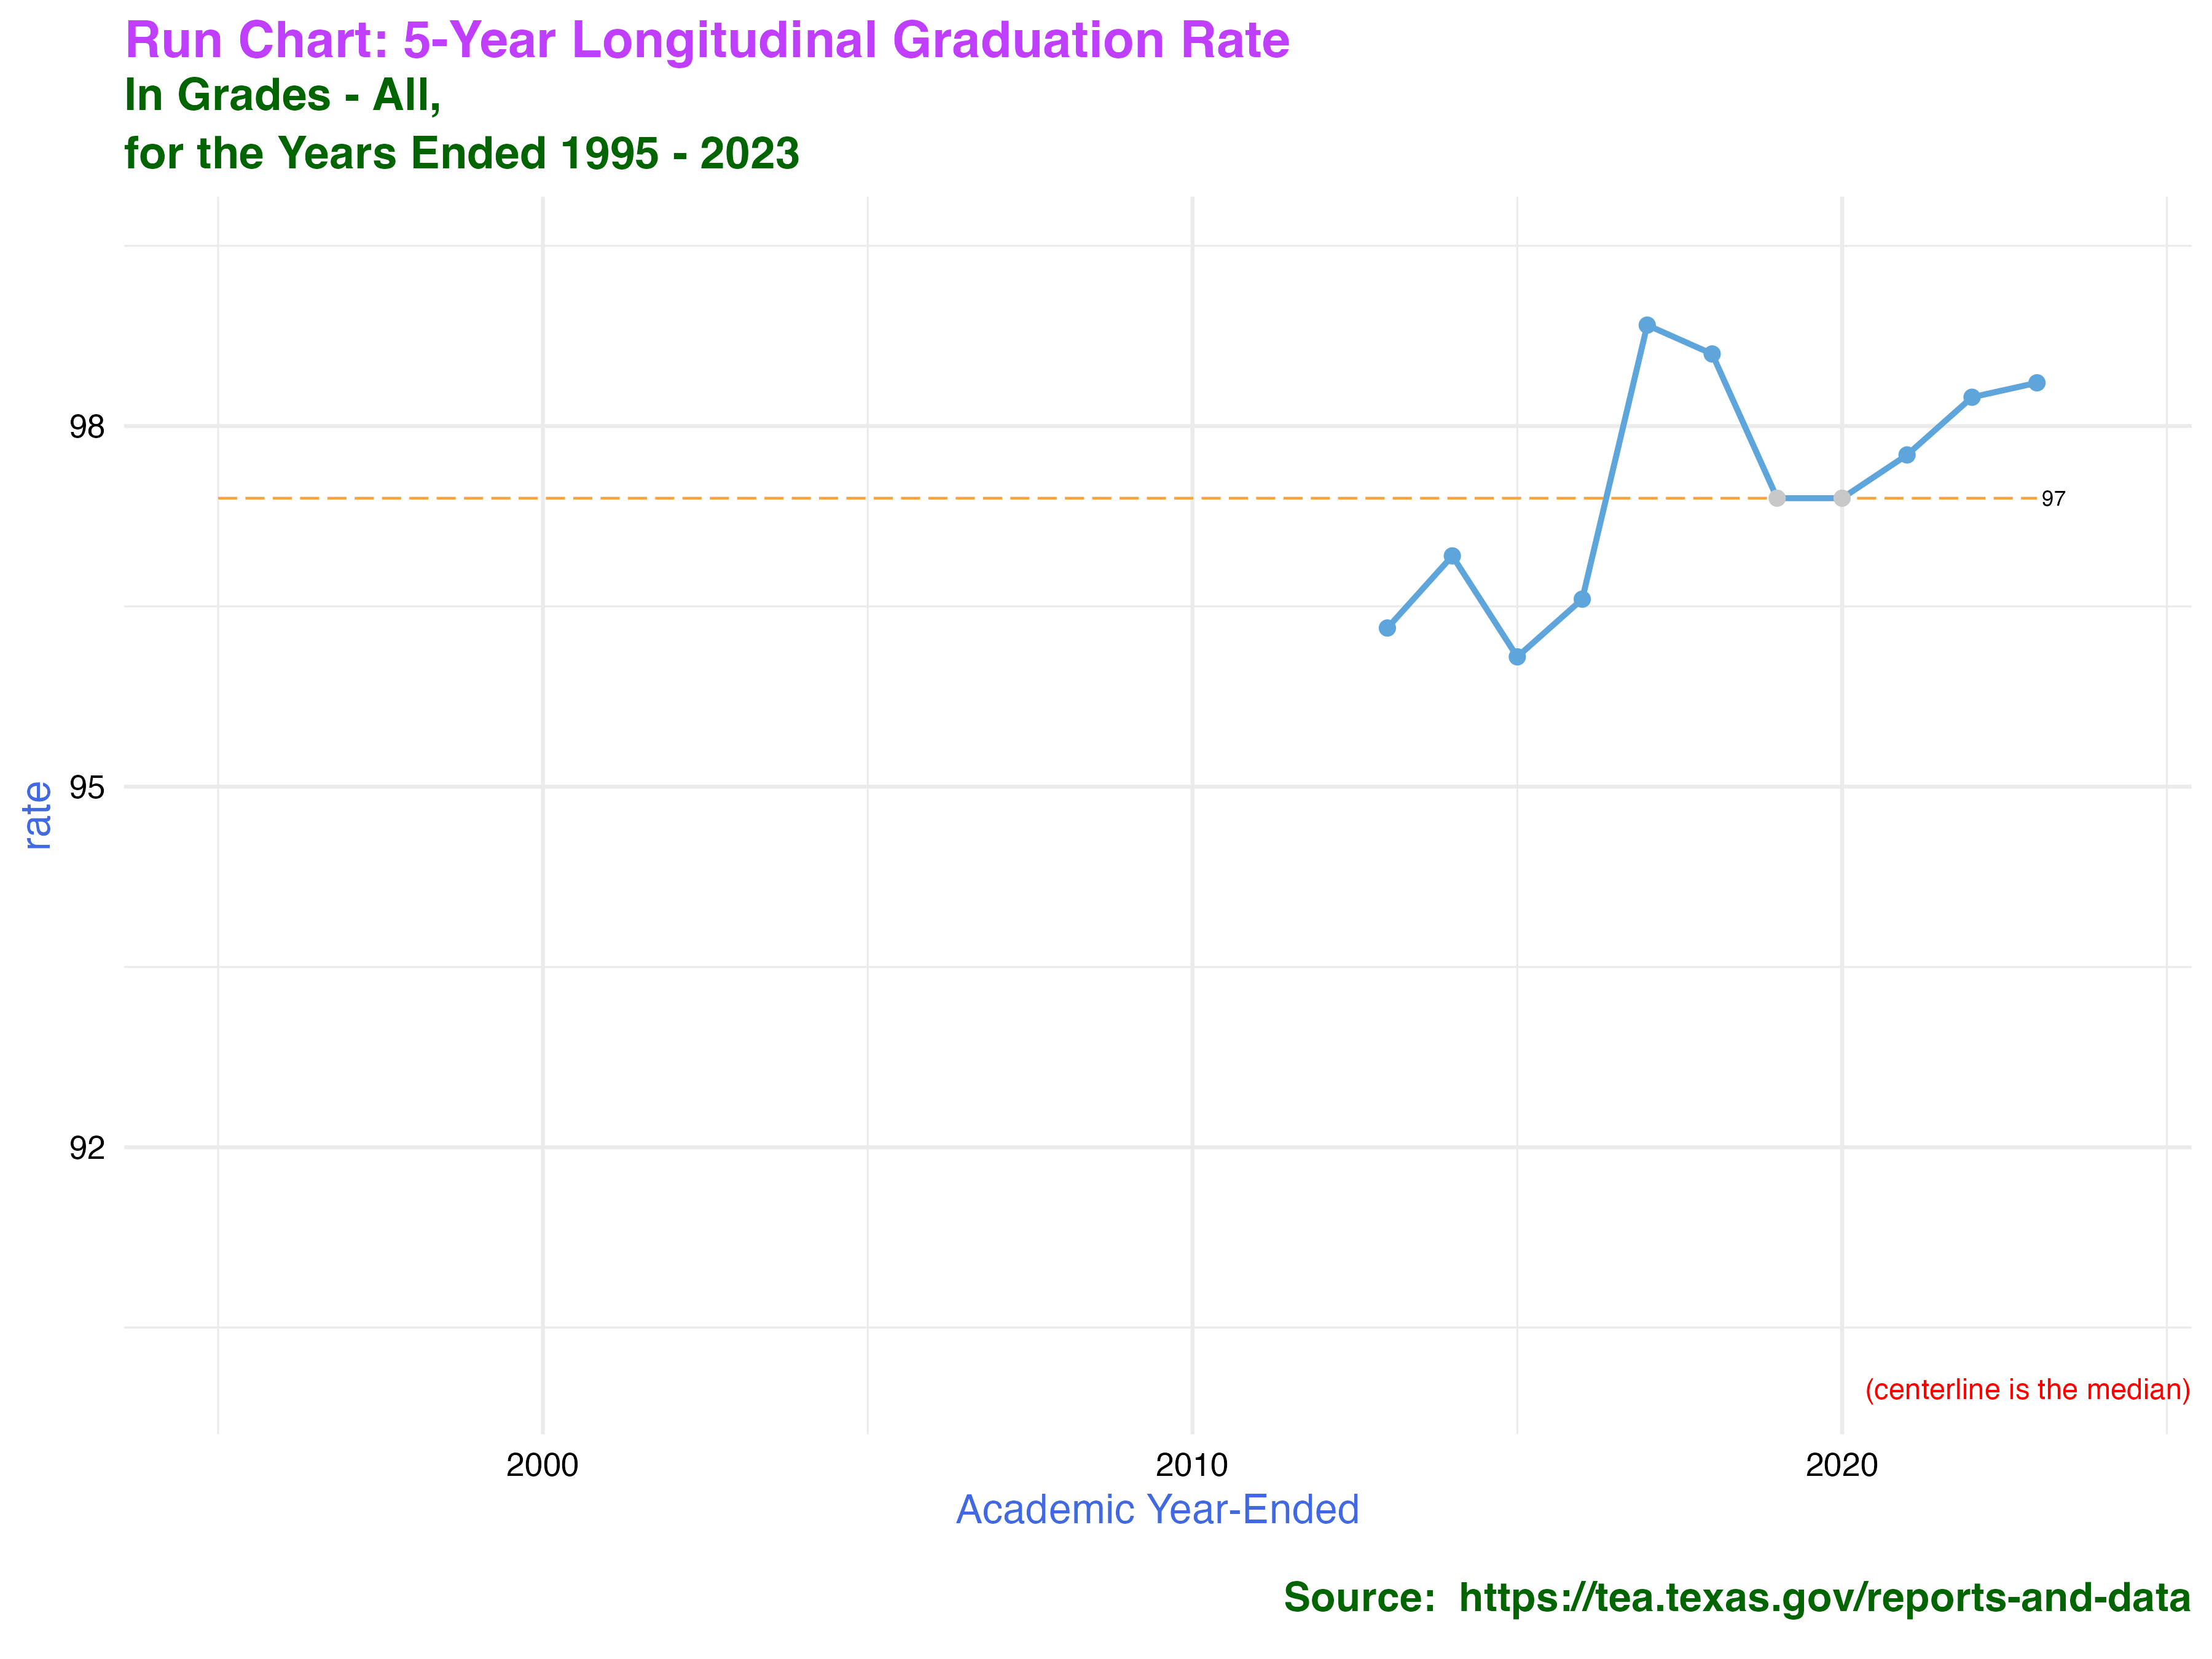 Run Chart: 5-Year Longitudinal Graduation Rate
In Grades - All,
for the Years Ended 1995 - 2023
98
97
95
rate
92
(centerline is the median)
2000 2010 2020
Academic Year-Ended
Source: https://tea.texas.gov/reports-and-data